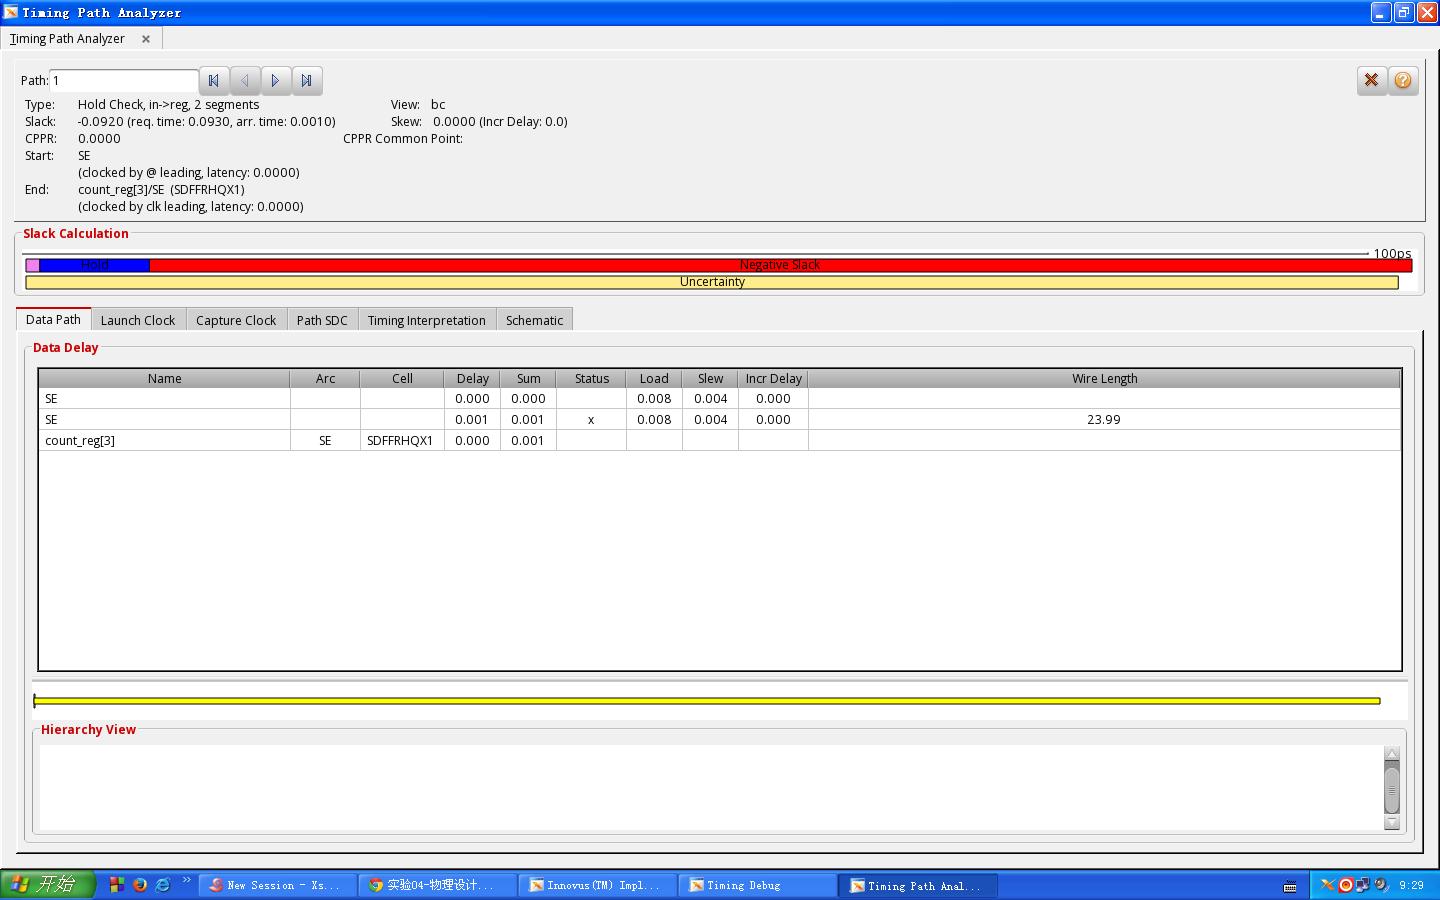 Timing Path Analyzer
Timing Path Analyzer
Path: 1
Type: Hold Check, in->reg, 2 segments View: bc
Slack: -0.0920 (req. time: 0.0930, arr. time: 0.0010) Skew: 0.0000 (Incr Delay: 0.0)
CPPR: 0.0000 CPPR Common Point:
Start: SE
(clocked by @ leading, latency: 0.0000)
End: count_reg[3]/SE (SDFFRHQX1)
(clocked by clk leading, latency: 0.0000)
Slack Calculation
100ps
Hold Negative Slack
Uncertainty
Data Path Launch Clock Capture Clock Path SDC Timing Interpretation Schematic
Data Delay
Name Arc Cell Delay Sum Status Load Slew Incr Delay Wire Length
SE 0.000 0.000 0.008 0.004 0.000
SE 0.001 0.001 x 0.008 0.004 0.000 23.99
count_reg[3] SE SDFFRHQX1 0.000 0.001
Hierarchy View
开始 » New Session - Xs... 实验04-物理设计... Innovus(TM) Impl... Timing Debug Timing Path Anal... 9:29